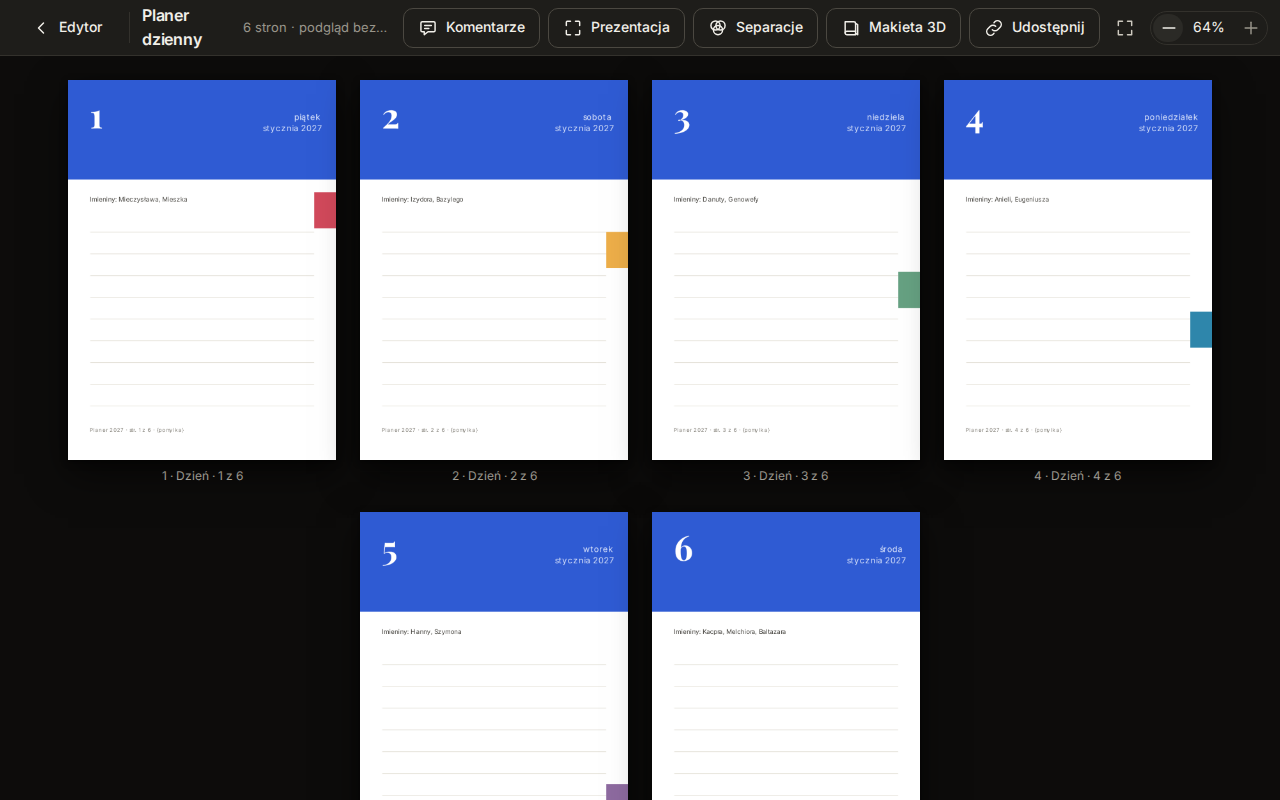 Edytor
Planer
dzienny
6 stron · podgląd bez...
Komentarze
Prezentacja
Separacje
Makieta 3D
Udostępnij
64%
1
piątek
stycznia 2027
Imieniny: Mieczysława, Mieszka
Planer 2027 · str. 1 z 6 ·
1 · Dzień · 1 z 6
2
sobota
stycznia 2027
Imieniny: Izydora, Bazylego
Planer 2027 · str. 2 z 6 ·
2 · Dzień · 2 z 6
3
niedziela
stycznia 2027
Imieniny: Danuty, Genowefy
Planer 2027 · str. 3 z 6 ·
3 · Dzień · 3 z 6
4
poniedziałek
stycznia 2027
Imieniny: Anieli, Eugeniusza
Planer 2027 · str. 4 z 6 ·
4 · Dzień · 4 z 6
5
wtorek
stycznia 2027
Imieniny: Hanny, Szymona
6
środa
stycznia 2027
Imieniny: Kacpra, Melchiora, Baltazara